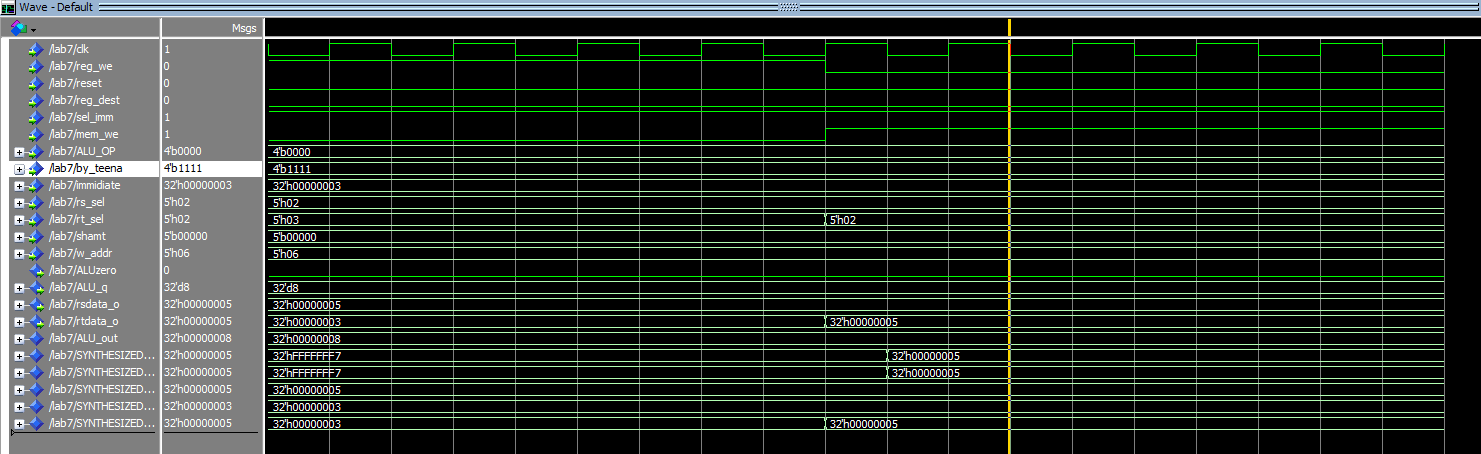 Wave - Default
Msgs
/lab7/clk 1
/lab7/reg_we 0
/lab7/reset 0
/lab7/reg_dest 0
/lab7/sel_imm 1
/lab7/mem_we 1
/lab7/ALU_OP 4'b0000 4'b0000
/lab7/by_teena 4'b1111 4'b1111
/lab7/immidiate 32'h00000003 32'h00000003
/lab7/rs_sel 5'h02 5'h02
/lab7/rt_sel 5'h02 5'h03 5'h02
/lab7/shamt 5'b00000 5'b00000
/lab7/w_addr 5'h06 5'h06
/lab7/ALUzero 0
/lab7/ALU_q 32'd8 32'd8
/lab7/rsdata_o 32'h00000005 32'h00000005
/lab7/rtdata_o 32'h00000005 32'h00000003 32'h00000005
/lab7/ALU_out 32'h00000008 32'h00000008
/lab7/SYNTHESIZED... 32'h00000005 32'hFFFFFFF7 32'h00000005
/lab7/SYNTHESIZED... 32'h00000005 32'hFFFFFFF7 32'h00000005
/lab7/SYNTHESIZED... 32'h00000005 32'h00000005
/lab7/SYNTHESIZED... 32'h00000003 32'h00000003
/lab7/SYNTHESIZED... 32'h00000005 32'h00000003 32'h00000005